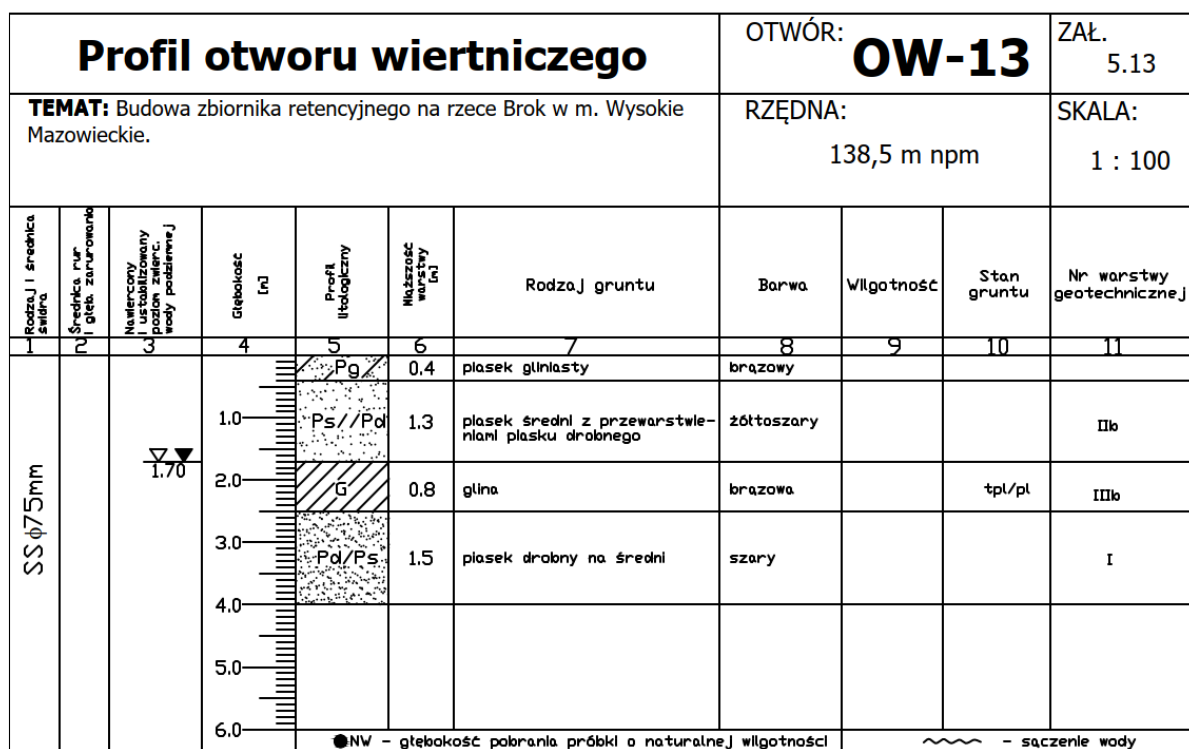 Profil otworu wiertniczego
OTWÓR:
OW-13
ZAŁ.
5.13
TEMAT: Budowa zbiornika retencyjnego na rzece Brok w m. Wysokie
Mazowieckie.
RZĘDNA:
138,5 m npm
SKALA:
1 : 100
Rodzaj i średnica
świdra
Średnica rur
i głęb. zarurowania
Nawiercony
i ustabilizowany
poziom zwierc.
wody podziemnej
Głębokość
[m]
Profil
litologiczny
Miąższość
warstwy
[m]
Rodzaj gruntu
Barwa
Wilgotność
Stan
gruntu
Nr warstwy
geotechnicznej
1 2 3 4 5 6 7 8 9 10 11
Pg 0.4 piasek gliniasty brązowy
1.0 Ps//Pd 1.3 piasek średni z przewarstwie-
niami piasku drobnego
żółtoszary IIb
1.70
2.0 G 0.8 glina brązowa tpl/pl IIIb
SSϕ75mm
3.0 Pd/Ps 1.5 piasek drobny na średni szary I
4.0
5.0
6.0
NW - głębokość pobrania próbki o naturalnej wilgotności
- sączenie wody